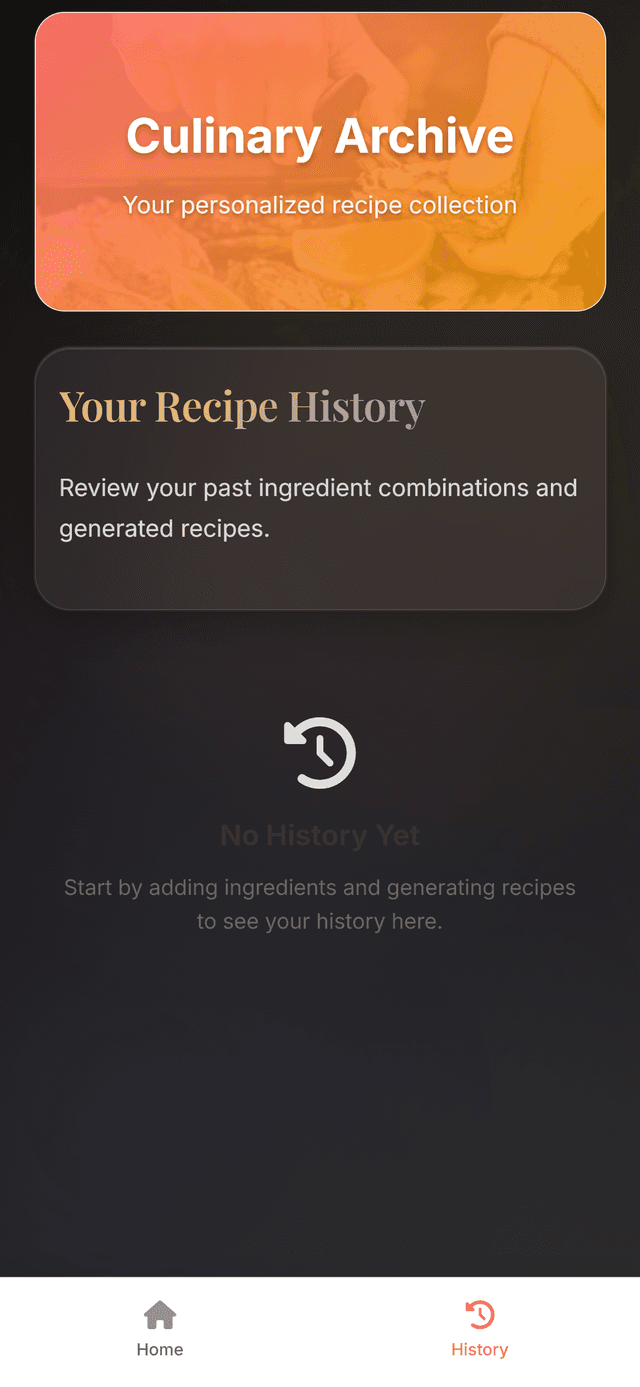 Culinary Archive
Your personalized recipe collection
Your Recipe History
Review your past ingredient combinations and
generated recipes.
No History Yet
Start by adding ingredients and generating recipes
to see your history here.
Home
History